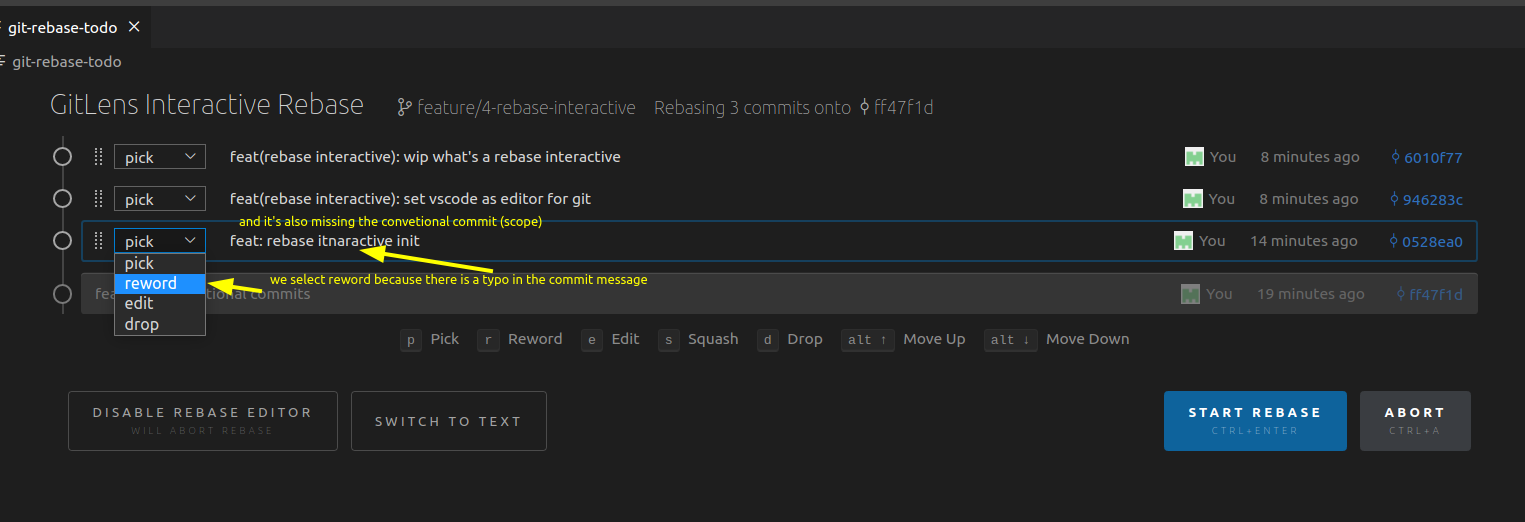 git-rebase-todo
git-rebase-todo
GitLens Interactive Rebase feature/4-rebase-interactive Rebasing 3 commits onto ff47f1d
pick feat(rebase interactive): wip what's a rebase interactive You 8 minutes ago 6010f77
pick feat(rebase interactive): set vscode as editor for git You 8 minutes ago 946283c
and it's also missing the convetional commit (scope)
pick feat: rebase itnaractive init You 14 minutes ago 0528ea0
pick
reword we select reword because there is a typo in the commit message
fea tional commits You 19 minutes ago ff47f1d
edit
drop
p Pick r Reword e Edit s Squash d Drop alt ↑ Move Up alt ↓ Move Down
DISABLE REBASE EDITOR
WILL ABORT REBASE
SWITCH TO TEXT
START REBASE
CTRL+ENTER
ABORT
CTRL+A